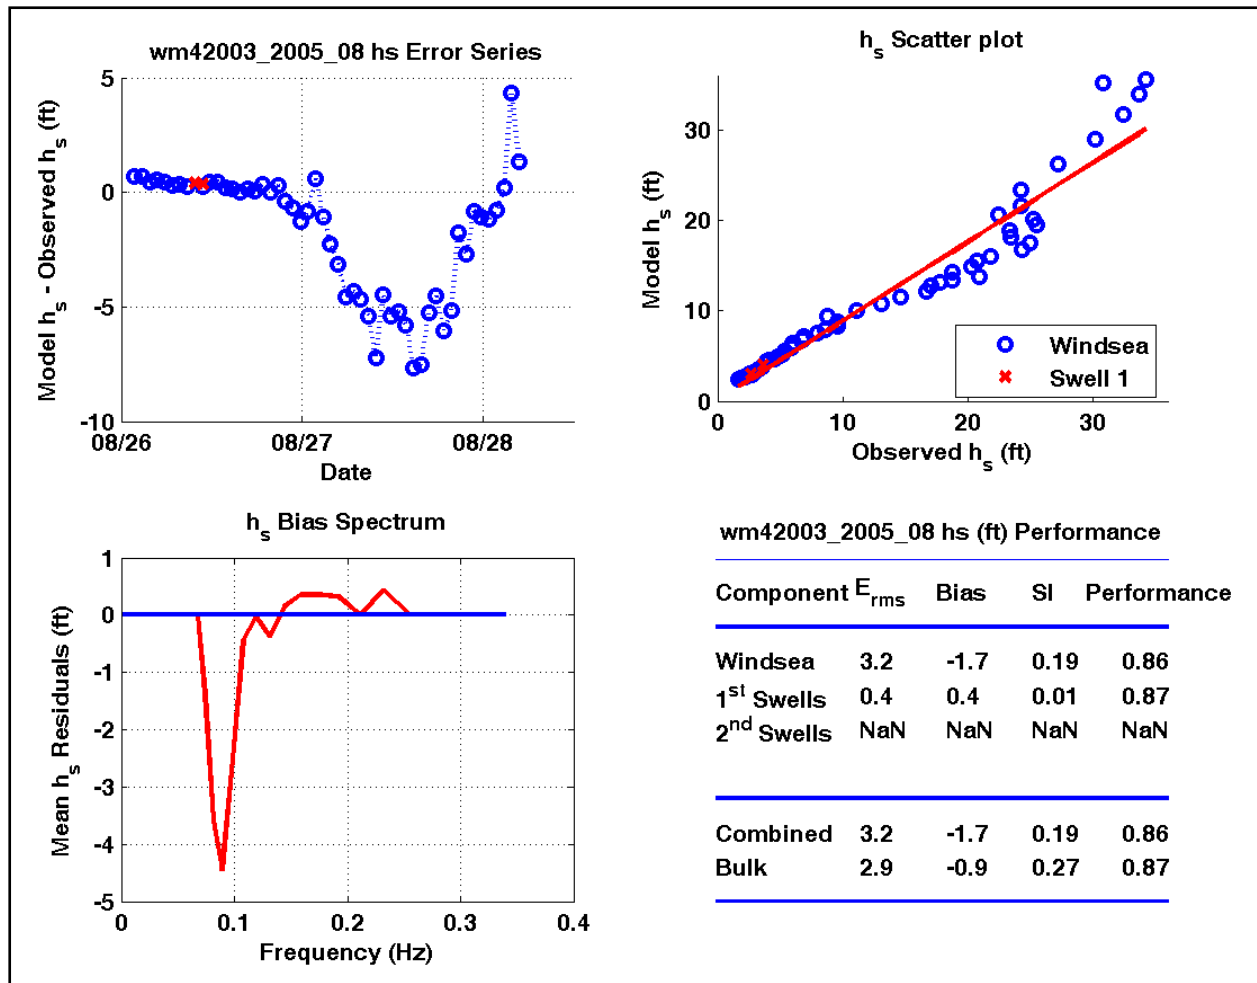 wm42003_2005_08 hs Error Series
Model hs - Observed hs (ft)
5
0
-5
-10
08/26
08/27
08/28
Date
hs Scatter plot
Model hs (ft)
30
20
10
0
0
10
20
30
Observed hs (ft)
Windsea
Swell 1
hs Bias Spectrum
Mean hs Residuals (ft)
1
0
-1
-2
-3
-4
-5
0
0.1
0.2
0.3
0.4
Frequency (Hz)
wm42003_2005_08 hs (ft) Performance
Component Erms Bias SI Performance
Windsea 3.2 -1.7 0.19 0.86
1st Swells 0.4 0.4 0.01 0.87
2nd Swells NaN NaN NaN NaN
Combined 3.2 -1.7 0.19 0.86
Bulk 2.9 -0.9 0.27 0.87